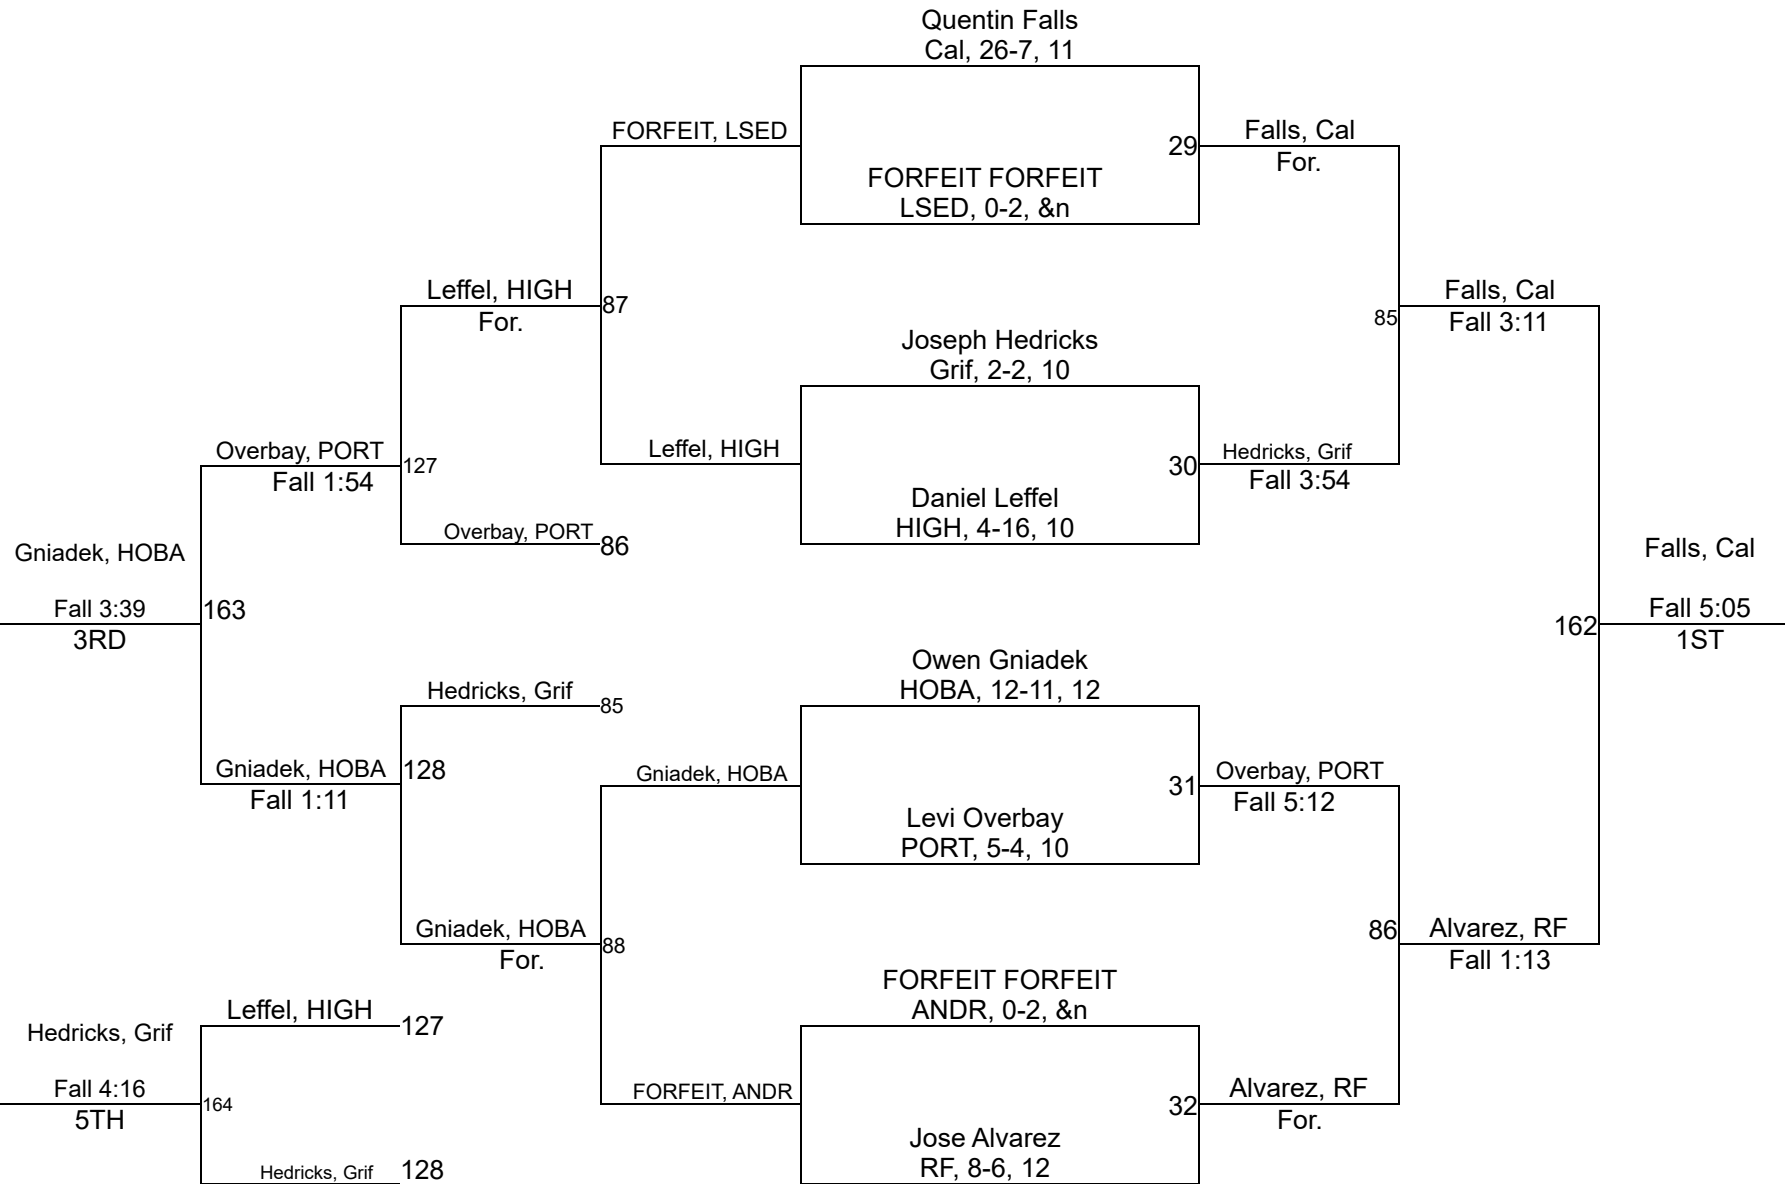 Quentin Falls
Cal, 26-7, 11
FORFEIT, LSED
29
Falls, Cal
For.
FORFEIT FORFEIT
LSED, 0-2, &n
Leffel, HIGH
For.
87
85
Falls, Cal
Fall 3:11
Joseph Hedricks
Grif, 2-2, 10
Overbay, PORT
Fall 1:54
127
Leffel, HIGH
30
Hedricks, Grif
Fall 3:54
Daniel Leffel
HIGH, 4-16, 10
Overbay, PORT
86
Gniadek, HOBA
Fall 3:39
3RD
163
Falls, Cal
162
Fall 5:05
1ST
Owen Gniadek
HOBA, 12-11, 12
Hedricks, Grif
85
Gniadek, HOBA
Fall 1:11
128
Gniadek, HOBA
31
Overbay, PORT
Fall 5:12
Levi Overbay
PORT, 5-4, 10
Gniadek, HOBA
For.
88
86
Alvarez, RF
Fall 1:13
FORFEIT FORFEIT
ANDR, 0-2, &n
Leffel, HIGH
127
Hedricks, Grif
Fall 4:16
5TH
164
FORFEIT, ANDR
32
Alvarez, RF
For.
Jose Alvarez
RF, 8-6, 12
Hedricks, Grif
128